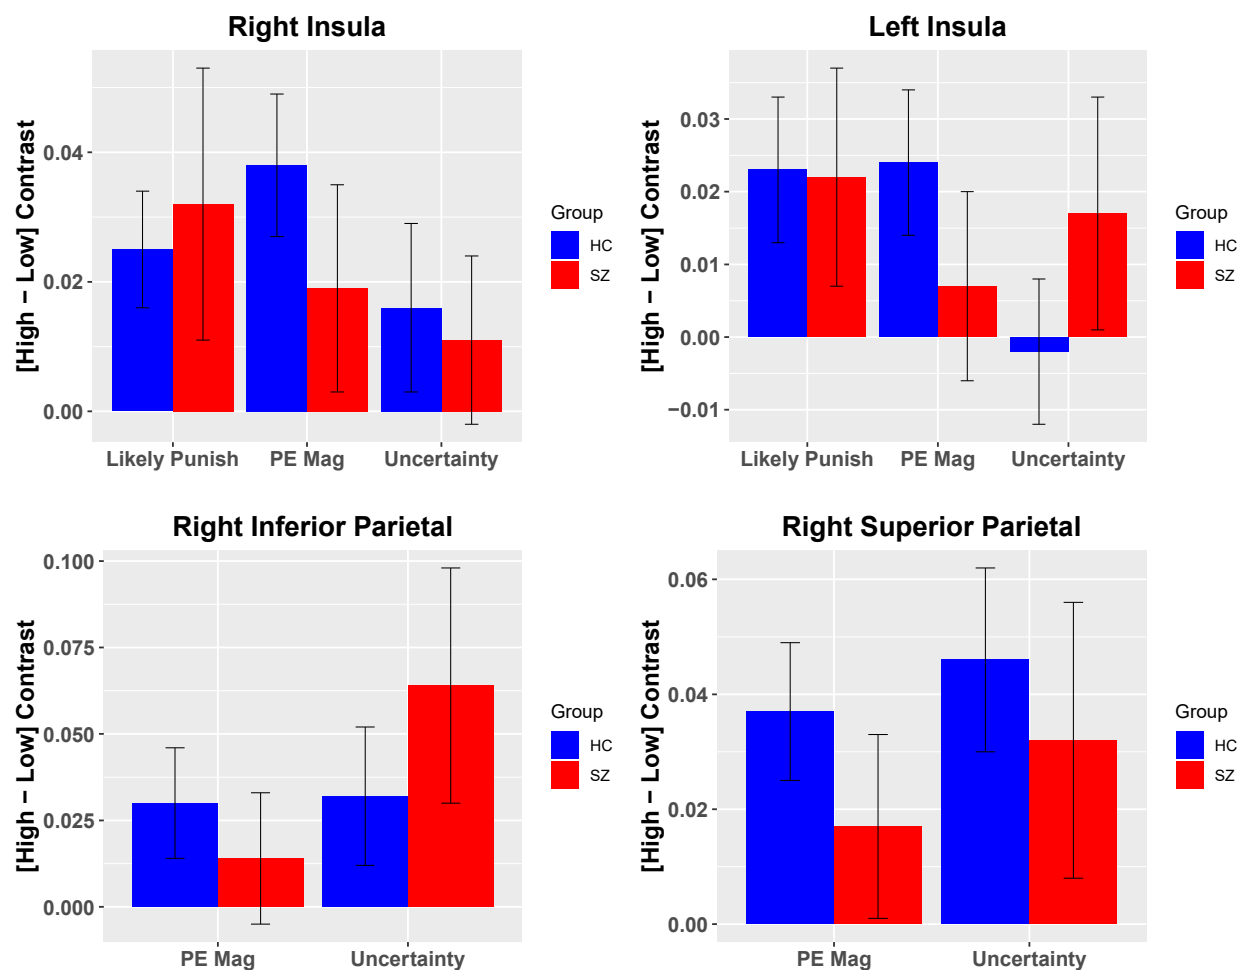 Right Insula
[High − Low] Contrast
0.04
0.02
0.00
Likely Punish PE Mag Uncertainty
Group
HC
SZ
Left Insula
[High − Low] Contrast
0.03
0.02
0.01
0.00
−0.01
Likely Punish PE Mag Uncertainty
Group
HC
SZ
Right Inferior Parietal
[High − Low] Contrast
0.100
0.075
0.050
0.025
0.000
PE Mag Uncertainty
Group
HC
SZ
Right Superior Parietal
[High − Low] Contrast
0.06
0.04
0.02
0.00
PE Mag Uncertainty
Group
HC
SZ